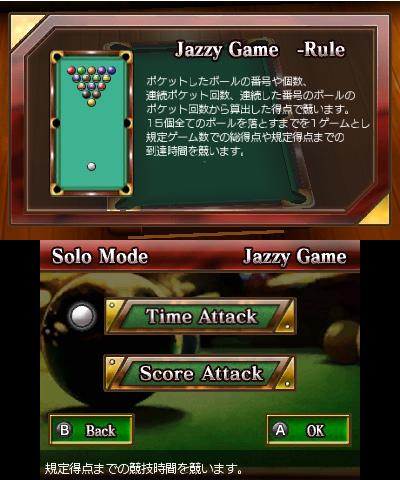 Jazzy Game -Rule
ポケットしたボールの番号や個数、
連続ポケット回数、連続した番号のボールの
ポケット回数から算出した得点で競います。
１５個全てのボールを落とすまでを１ゲームとし
規定ゲーム数での総得点や規定得点までの
到達時間を競います。
Solo Mode Jazzy Game
Time Attack
Score Attack
B Back A OK
規定得点までの競技時間を競います。